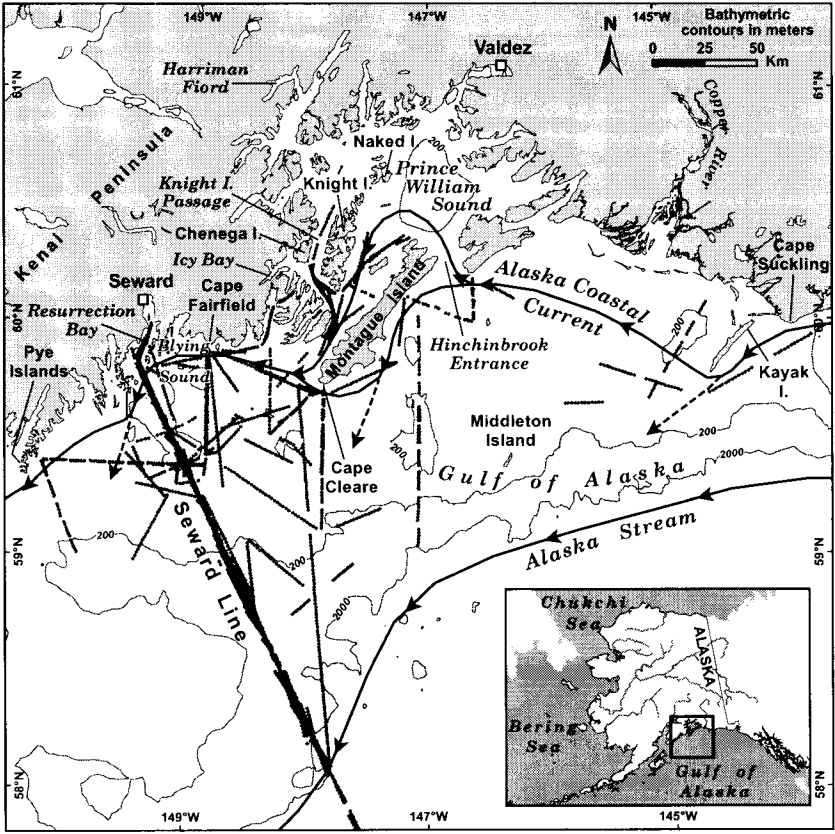 149°W
147°W
145°W
N
Bathymetric
contours in meters
0 25 50
Km
61°N
61°N
Valdez
Harriman
Fiord
Copper
River
Naked I.
200
Prince
William
Sound
Knight I.
Knight I.
Passage
Kenai Peninsula
Chenega I.
Icy Bay
Cape
Suckling
Seward
Cape
Fairfield
Alaska Coastal
Current
Montague Island
60°N
Resurrection
Bay
Blying
Sound
Hinchinbrook
Entrance
200
Pye
Islands
Kayak
I.
Middleton
Island
200
200
2000
Cape
Cleare
Gulf of Alaska
Seward Line
Alaska Stream
59°N
59°N
200
200
2000
Chukchi
Sea
ALASKA
Bering
Sea
Gulf of
Alaska
58°N
58°N
149°W
147°W
145°W